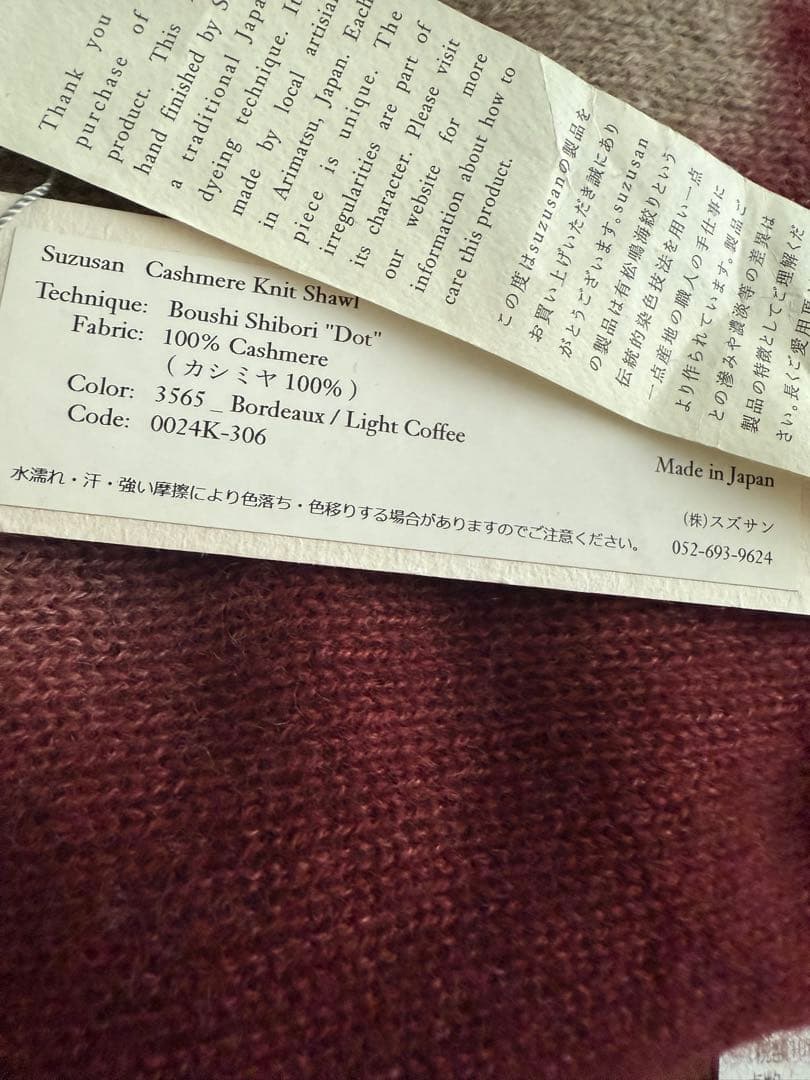 Thank you
purchase of
product. This
hand finished by S
a traditional Japa
dyeing technique. It
made by local artisia
in Arimatsu, Japan. Each
piece is unique. The
irregularities are part of
its character. Please visit
our website for more
information about how to
care this product.
この度はsuzusanの製品を
お買い上げいただき誠にあり
がとうございます。suzusan
の製品は有松鳴海絞りという
伝統的染色技法を用い一点
一点産地の職人の手仕事に
より作られています。製品ご
との滲みや濃淡等の差異は
製品の特徴としてご理解くだ
さい。長くご愛用
Suzusan Cashmere Knit Shawl
Technique: Boushi Shibori "Dot"
Fabric: 100% Cashmere
( カシミヤ 100% )
Color: 3565 _ Bordeaux / Light Coffee
Code: 0024K-306
Made in Japan
水濡れ・汗・強い摩擦により色落ち・色移りする場合がありますのでご注意ください。
(株)スズサン
052-693-9624